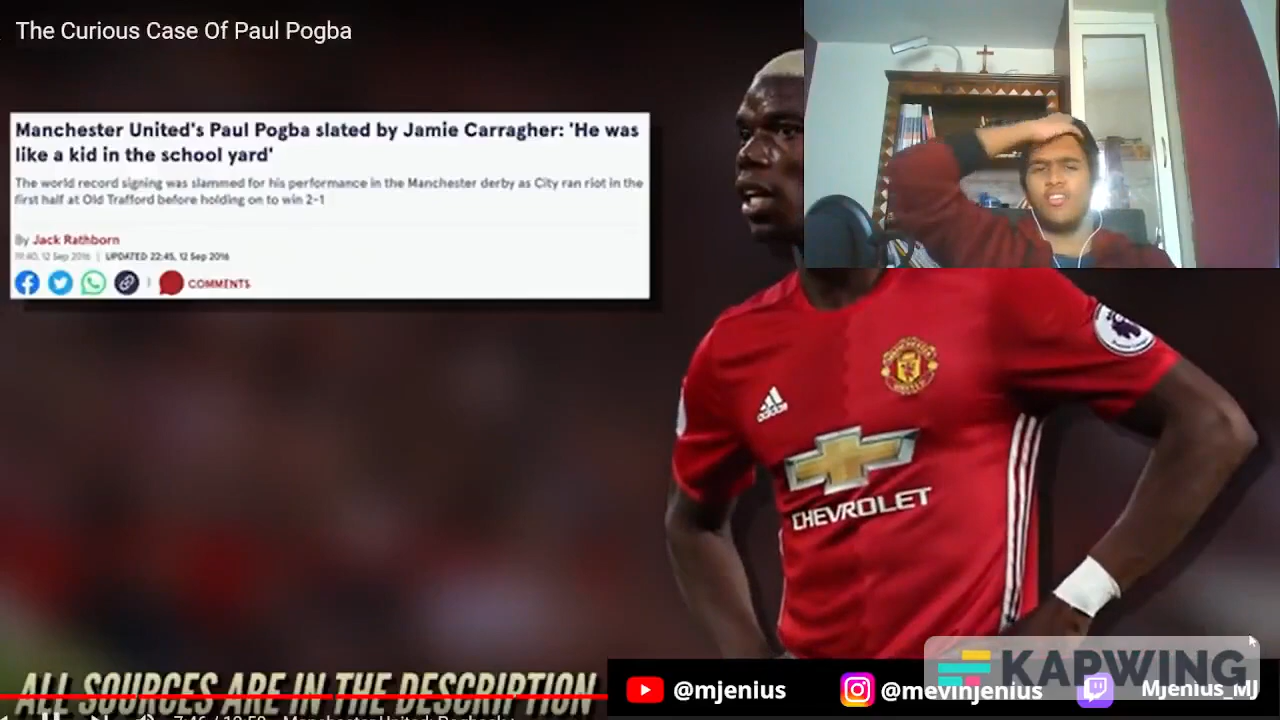 The Curious Case Of Paul Pogba
Manchester United's Paul Pogba slated by Jamie Carragher: 'He was
like a kid in the school yard'
The world record signing was slammed for his performance in the Manchester derby as City ran riot in the
first half at Old Trafford before holding on to win 2-1
By Jack Rathborn
12 Sep 2016 | UPDATED 22:45, 12 Sep 2016
COMMENTS
adidas
CHEVROLET
ALL SOURCES ARE IN THE DESCRIPTION
KAPWING
@mjenius
@mevinjenius
Mjenius_MJ